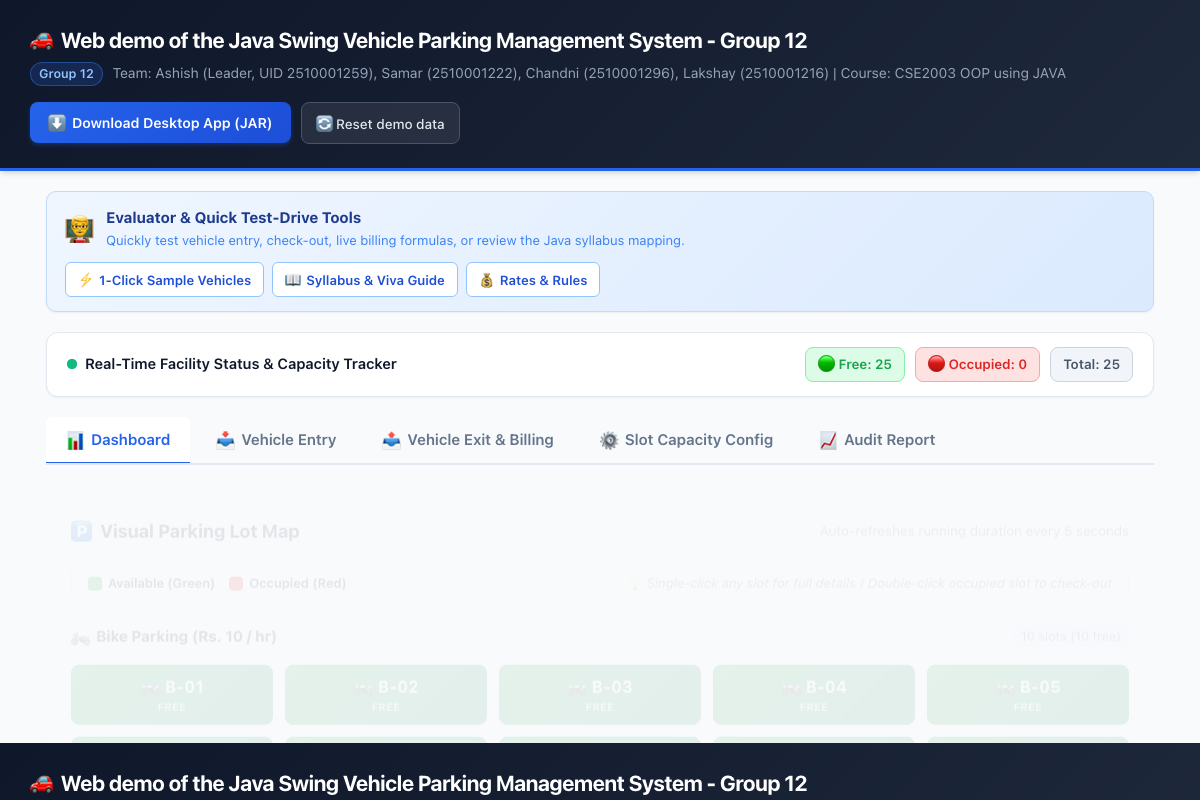 Web demo of the Java Swing Vehicle Parking Management System - Group 12
Group 12 Team: Ashish (Leader, UID 2510001259), Samar (2510001222), Chandni (2510001296), Lakshay (2510001216) | Course: CSE2003 OOP using JAVA
Download Desktop App (JAR) Reset demo data
Evaluator & Quick Test-Drive Tools
Quickly test vehicle entry, check-out, live billing formulas, or review the Java syllabus mapping.
1-Click Sample Vehicles Syllabus & Viva Guide Rates & Rules
Real-Time Facility Status & Capacity Tracker Free: 25 Occupied: 0 Total: 25
Dashboard Vehicle Entry Vehicle Exit & Billing Slot Capacity Config Audit Report
Visual Parking Lot Map Auto-refreshes running duration every 5 seconds
Available (Green) Occupied (Red) Single-click any slot for full details / Double-click occupied slot to check-out
Bike Parking (Rs. 10 / hr) 10 slots (10 free)
B-01 B-02 B-03 B-04 B-05
FREE FREE FREE FREE FREE
Web demo of the Java Swing Vehicle Parking Management System - Group 12